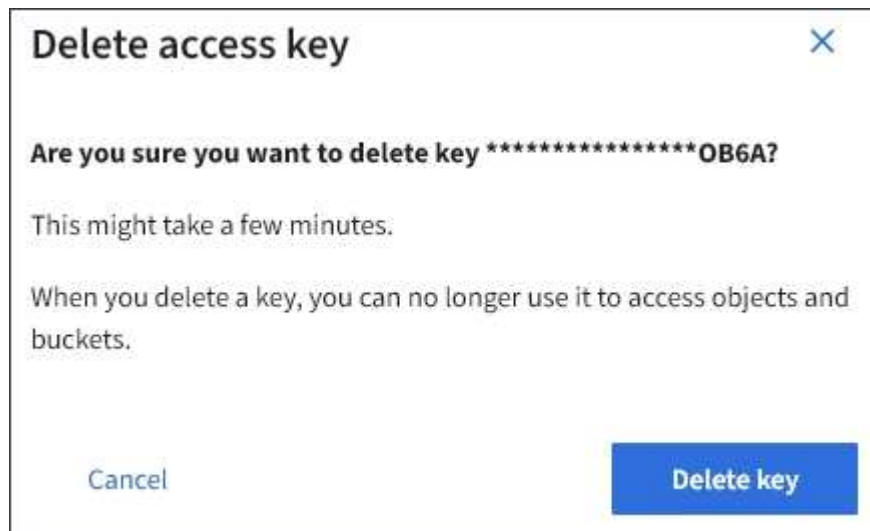 Delete access key
Are you sure you want to delete key ****************OB6A?
This might take a few minutes.
When you delete a key, you can no longer use it to access objects and
buckets.
Cancel
Delete key